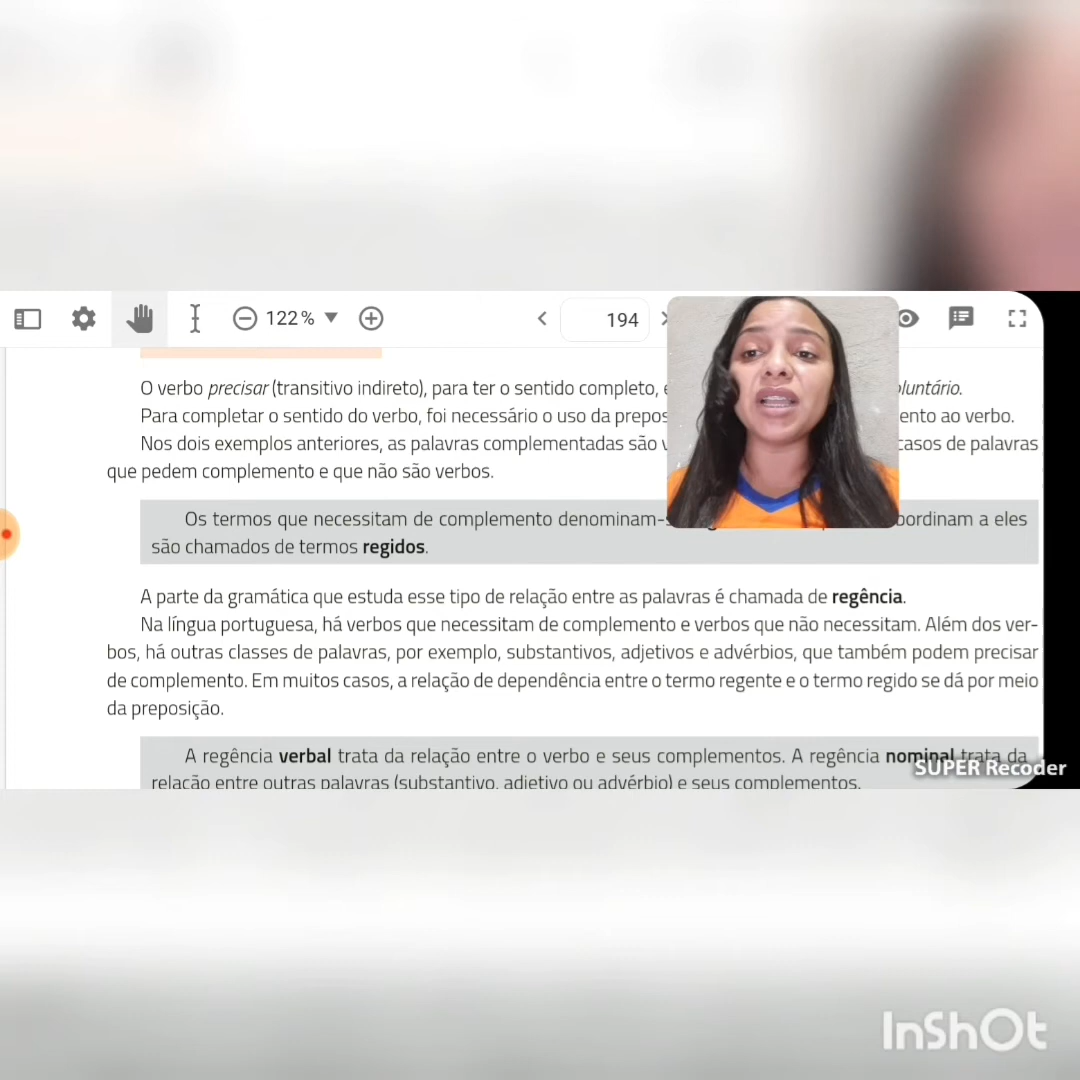 122%
194
O verbo precisar (transitivo indireto), para ter o sentido completo,
Para completar o sentido do verbo, foi necessário o uso da ao verbo.
Nos dois exemplos anteriores, as palavras complementadas são casos de palavras
que pedem complemento e que não são verbos.
Os termos que necessitam de complemento a eles
são chamados de termos regidos.
A parte da gramática que estuda esse tipo de relação entre as palavras é chamada de regência.
Na língua portuguesa, há verbos que necessitam de complemento e verbos que não necessitam. Além dos ver-
bos, há outras classes de palavras, por exemplo, substantivos, adjetivos e advérbios, que também podem precisar
de complemento. Em muitos casos, a relação de dependência entre o termo regente e o termo regido se dá por meio
da preposição.
A regência verbal trata da relação entre o verbo e seus complementos. A regência nominal trata da
relação entre outras palavras (substantivo, adjetivo ou advérbio) e seus complementos.
SUPER Recoder
InShOt